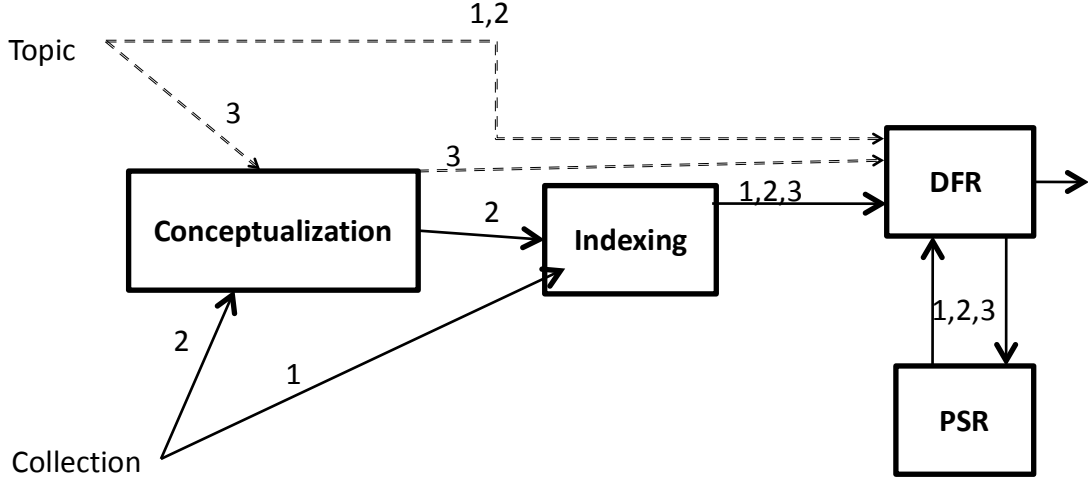 1,2
Topic
3
3
DFR
1,2,3
2
Conceptualization
Indexing
2
1
1,2,3
PSR
Collection